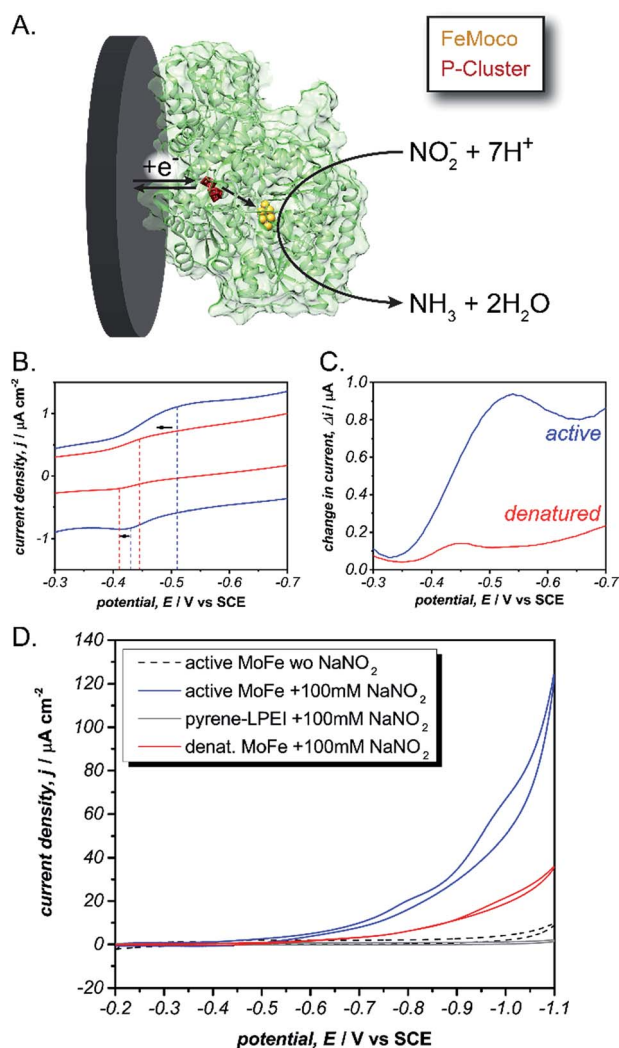 A.
FeMoco
P-Cluster
+e⁻
NO₂⁻ + 7H⁺
NH₃ + 2H₂O
B.
current density, j / μA cm⁻²
1
0
-1
-0.3 -0.4 -0.5 -0.6 -0.7
potential, E / V vs SCE
C.
change in current, Δi / μA
1.0
0.8
0.6
0.4
0.2
0.0
active
denatured
-0.3 -0.4 -0.5 -0.6 -0.7
potential, E / V vs SCE
D.
current density, j / μA cm⁻²
140
120
100
80
60
40
20
0
-20
active MoFe wo NaNO₂
active MoFe +100mM NaNO₂
pyrene-LPEI +100mM NaNO₂
denat. MoFe +100mM NaNO₂
-0.2 -0.3 -0.4 -0.5 -0.6 -0.7 -0.8 -0.9 -1.0 -1.1
potential, E / V vs SCE